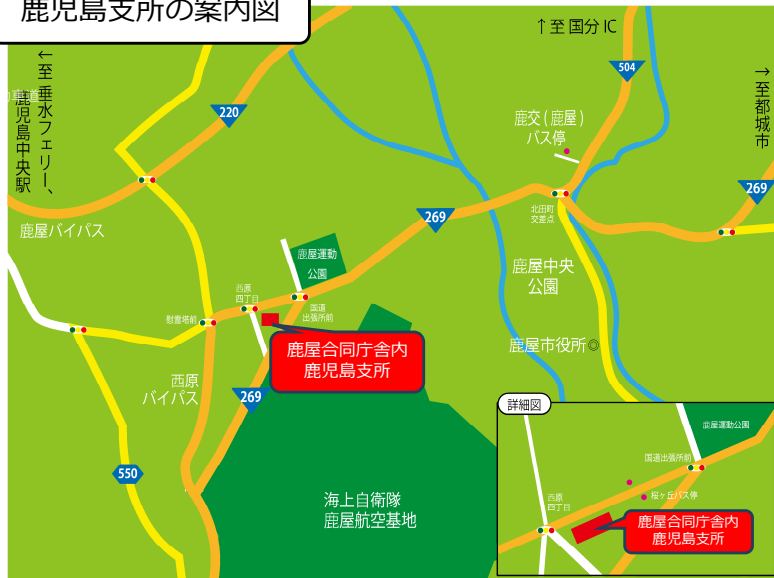 鹿児島支所の案内図
↑至 国分 IC
→至都城市
←至 垂水フェリー、
鹿児島中央駅
504
220
鹿交 ( 鹿屋 )
バス停
269
269
北田町
交差点
鹿屋バイパス
鹿屋運動
公園
鹿屋中央
公園
西原
四丁目
国道
出張所前
慰霊塔前
鹿屋合同庁舎内
鹿児島支所
鹿屋市役所◎
西原
バイパス
269
550
海上自衛隊
鹿屋航空基地
詳細図
鹿屋運動公園
国道出張所前
桜ヶ丘バス停
西原
四丁目
鹿屋合同庁舎内
鹿児島支所